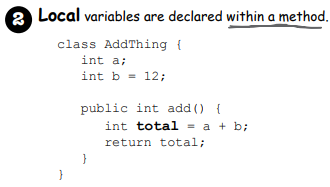 2 Local variables are declared within a method.
class AddThing {
int a;
int b = 12;
public int add() {
int total = a + b;
return total;
}
}